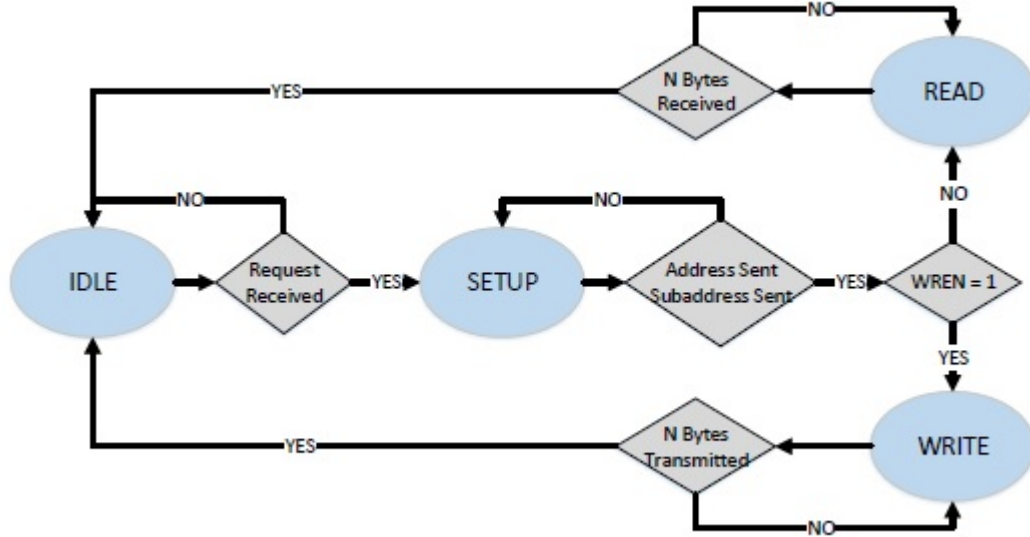 NO
N Bytes
Received
READ
YES
NO
NO
NO
IDLE
Request
Received
YES
SETUP
Address Sent
Subaddress Sent
YES
WREN = 1
YES
N Bytes
Transmitted
WRITE
YES
NO